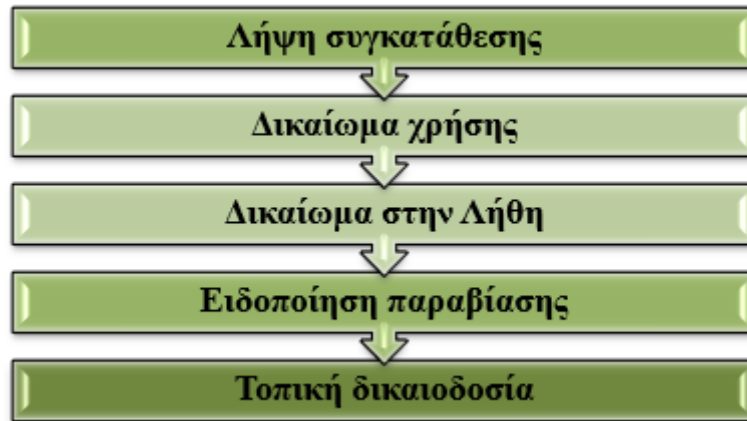 Λήψη συγκατάθεσης
Δικαίωμα χρήσης
Δικαίωμα στην Λήθη
Ειδοποίηση παραβίασης
Τοπική δικαιοδοσία